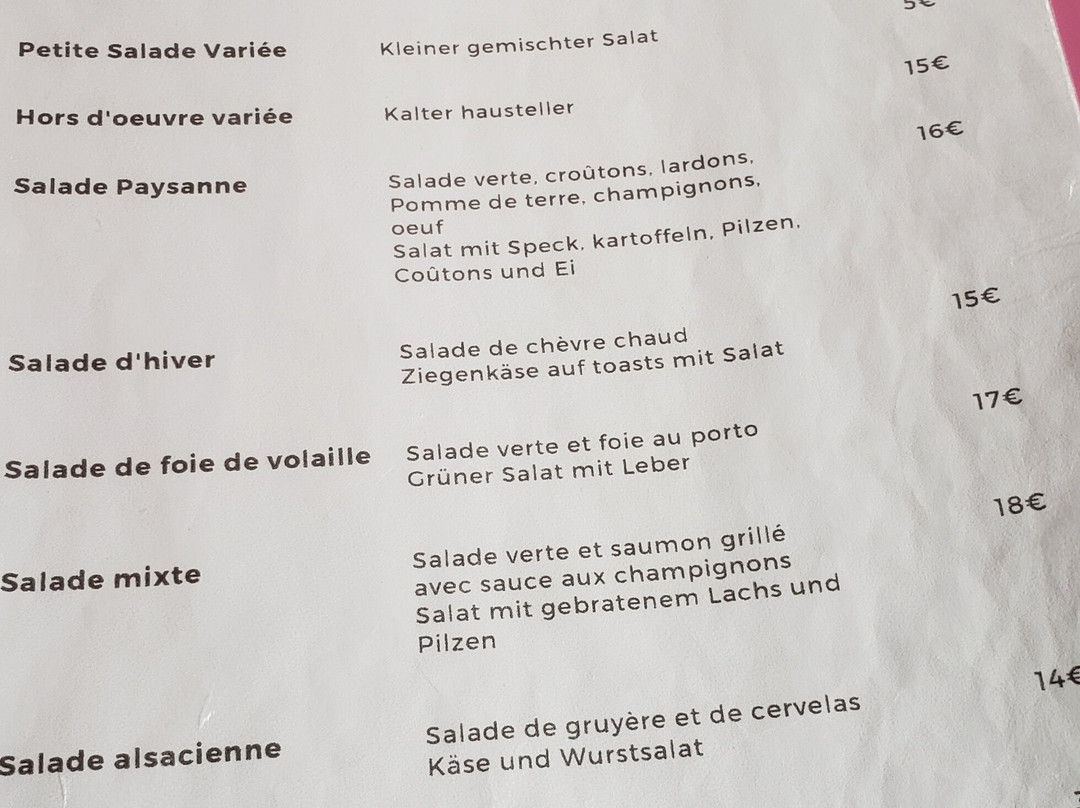 5€
Petite Salade Variée Kleiner gemischter Salat
15€
Hors d'oeuvre variée Kalter hausteller
16€
Salade Paysanne Salade verte, croûtons, lardons,
Pomme de terre, champignons,
oeuf
Salat mit Speck, kartoffeln, Pilzen,
Coûtons und Ei
15€
Salade d'hiver Salade de chèvre chaud
Ziegenkäse auf toasts mit Salat
17€
Salade de foie de volaille Salade verte et foie au porto
Grüner Salat mit Leber
18€
Salade mixte Salade verte et saumon grillé
avec sauce aux champignons
Salat mit gebratenem Lachs und
Pilzen
14€
Salade alsacienne Salade de gruyère et de cervelas
Käse und Wurstsalat